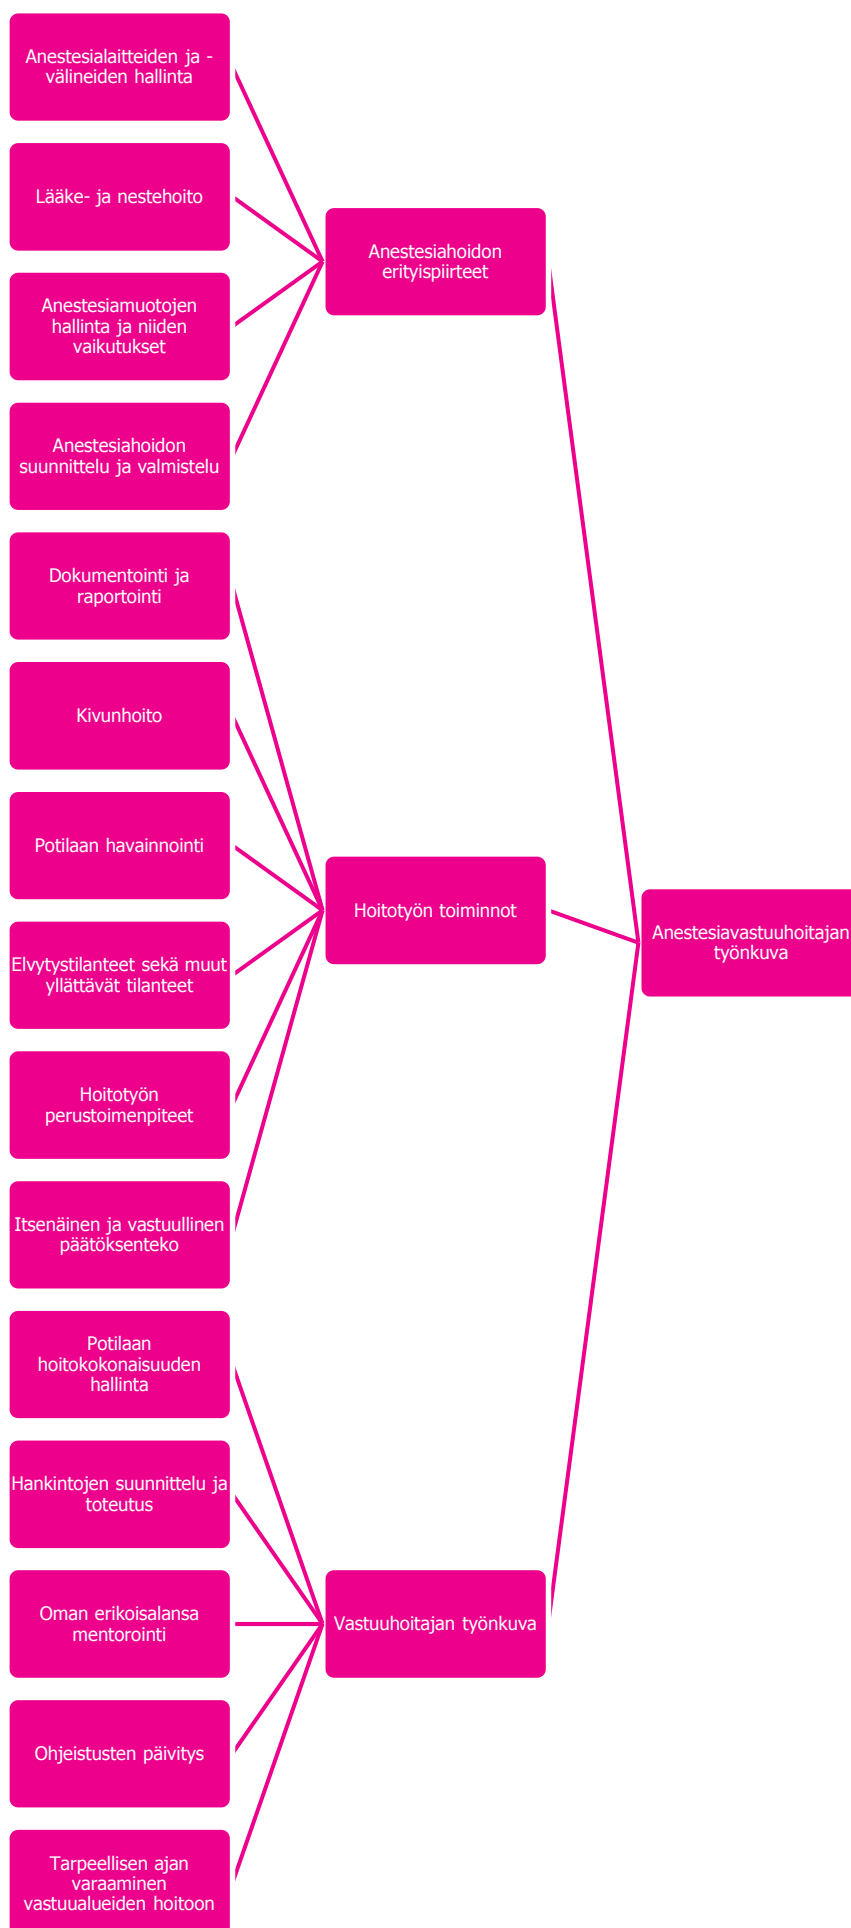 Anestesialaitteiden ja -
välineiden hallinta
Lääke- ja nestehoito
Anestesiamuotojen
hallinta ja niiden
vaikutukset
Anestesiahoidon
suunnittelu ja valmistelu
Anestesiahoidon
erityispiirteet
Dokumentointi ja
raportointi
Kivunhoito
Potilaan havainnointi
Elvytystilanteet sekä muut
yllättävät tilanteet
Hoitotyön
perustoimenpiteet
Itsenäinen ja vastuullinen
päätöksenteko
Hoitotyön toiminnot
Potilaan
hoitokokonaisuuden
hallinta
Hankintojen suunnittelu ja
toteutus
Oman erikoisalansa
mentorointi
Ohjeistusten päivitys
Tarpeellisen ajan
varaaminen
vastuualueiden hoitoon
Vastuuhoitajan työnkuva
Anestesiavastuuhoitajan
työnkuva